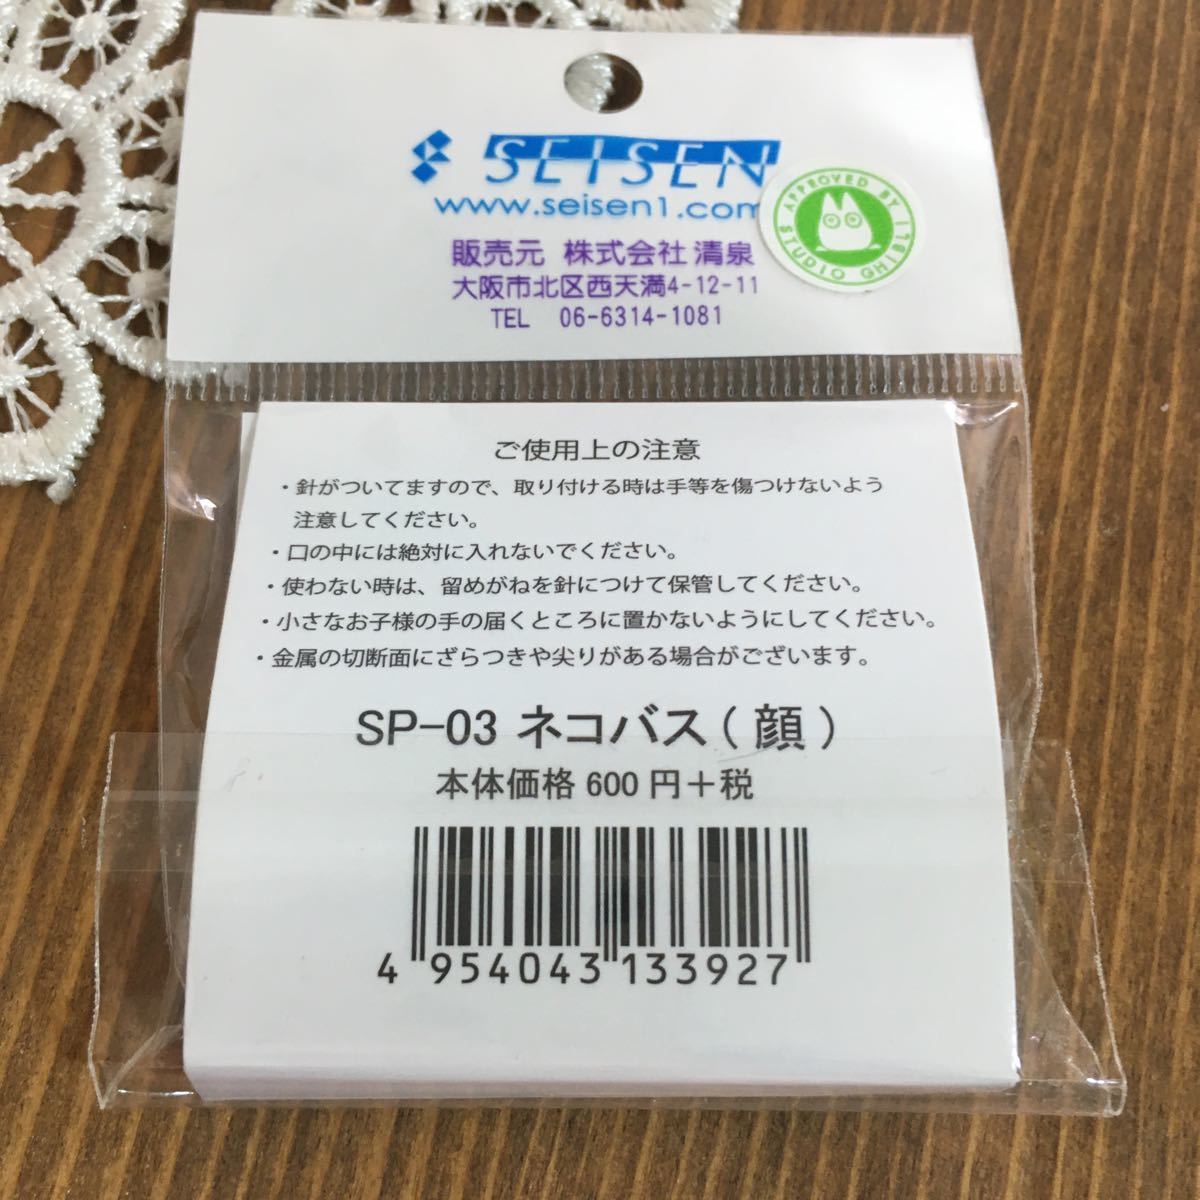 SEISEN
www.seisen1.com
APPROVED BY
STUDIO GHIBLI
販売元 株式会社 清泉
大阪市北区西天満4-12-11
TEL 06-6314-1081
ご使用上の注意
・針がついてますので、取り付ける時は手等を傷つけないよう
注意してください。
・口の中には絶対に入れないでください。
・使わない時は、留めがねを針につけて保管してください。
・小さなお子様の手の届くところに置かないようにしてください。
・金属の切断面にざらつきや尖りがある場合がございます。
SP-03 ネコバス(顔)
本体価格 600 円+税
4 954043 133927